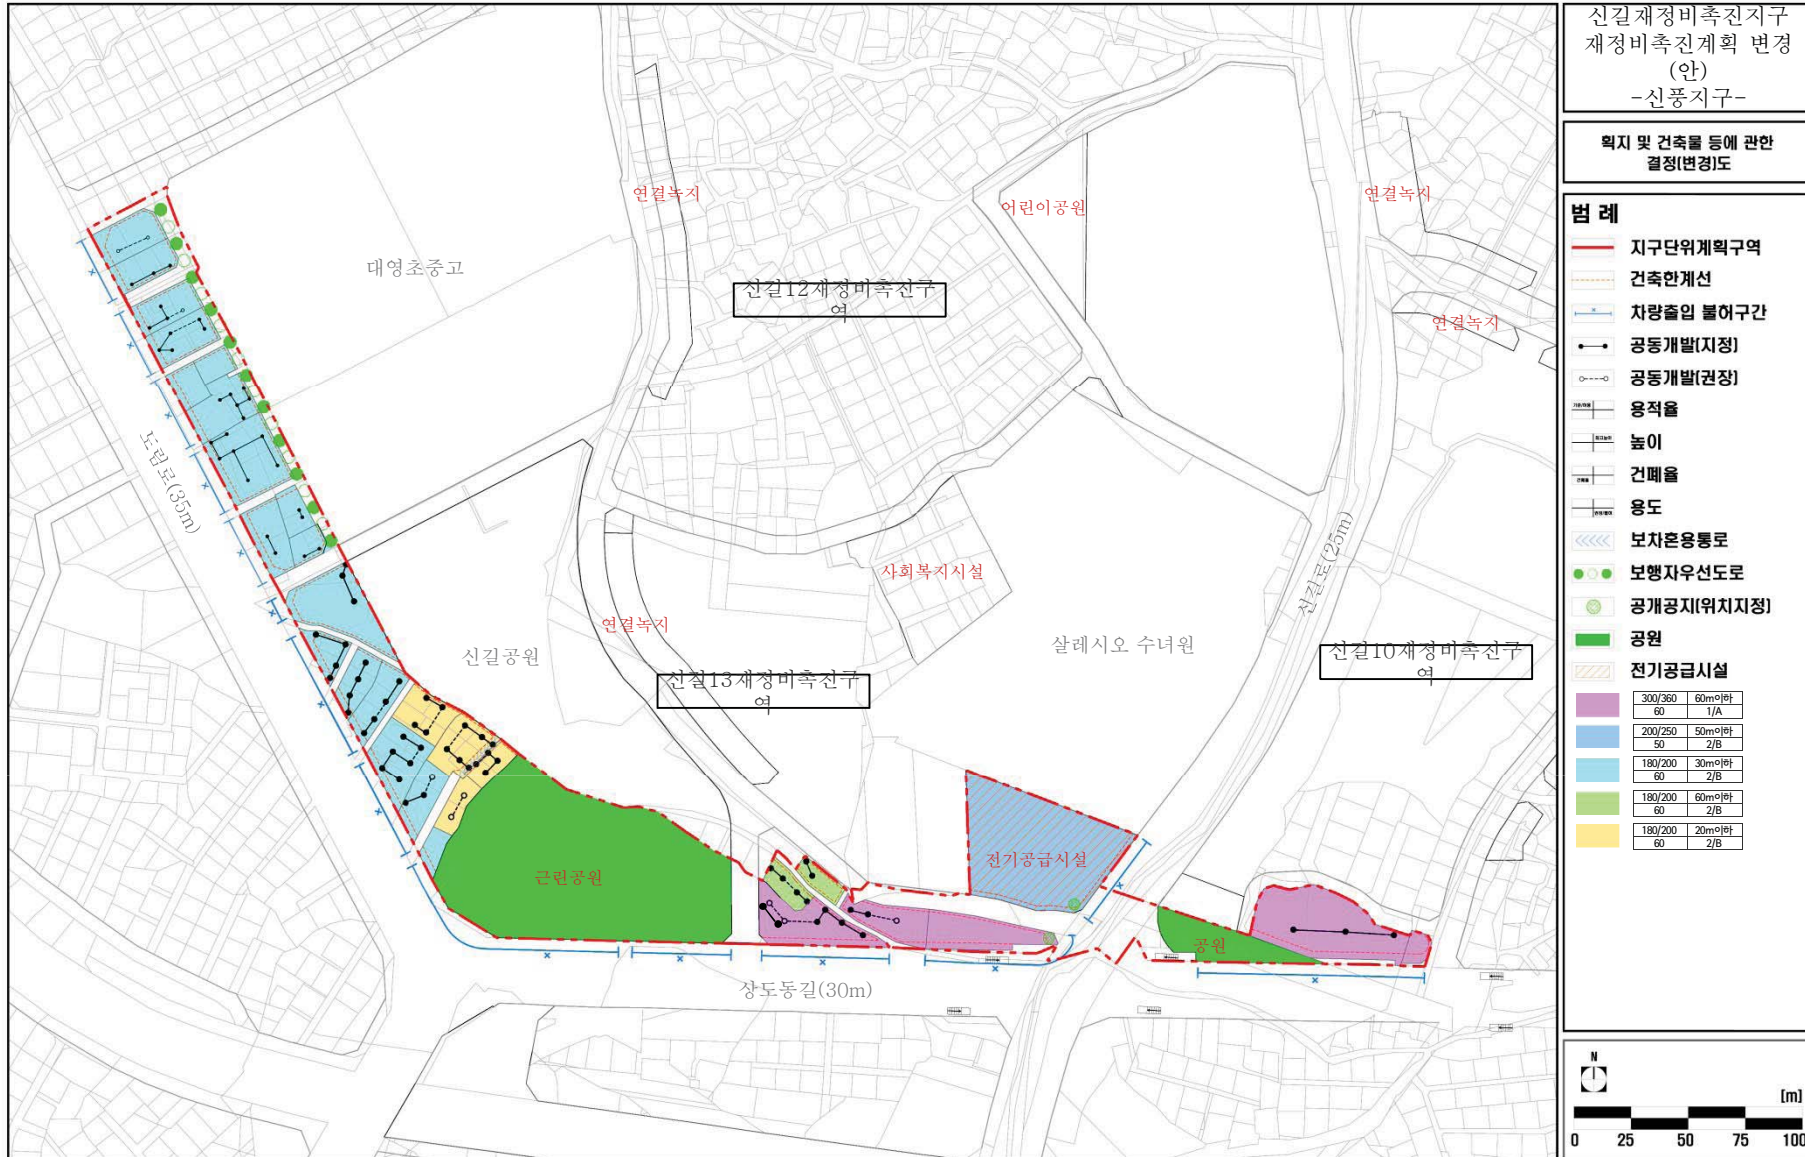 신길재정비촉진지구
재정비촉진계획 변경
(안)
-신풍지구-
획지 및 건축물 등에 관한
결정(변경)도
범 례
지구단위계획구역
건축한계선
차량출입 불허구간
공동개발(지정)
공동개발(권장)
용적율
높이
건폐율
용도
보차혼용통로
보행자우선도로
공개공지(위치지정)
공원
전기공급시설
300/360 60m이하
60 1/A
200/250 50m이하
50 2/B
180/200 30m이하
60 2/B
180/200 60m이하
60 2/B
180/200 20m이하
60 2/B
N
[m]
0 25 50 75 100
연결녹지
어린이공원
연결녹지
대영초중고
신길12재정비촉진구
역
연결녹지
도림로(35m)
신길로(25m)
사회복지시설
연결녹지
신길공원
살레시오 수녀원
신길13재정비촉진구
역
신길10재정비촉진구
역
전기공급시설
근린공원
공원
상도동길(30m)